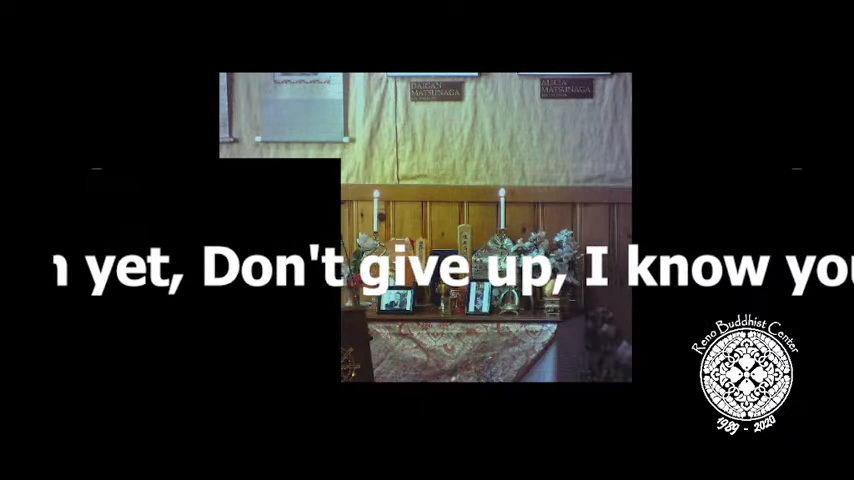 DAIGAN
MATSUNAGA
ALICIA
MATSUNAGA
n yet, Don't give up, I know you
Reno Buddhist Center
1989 - 2020